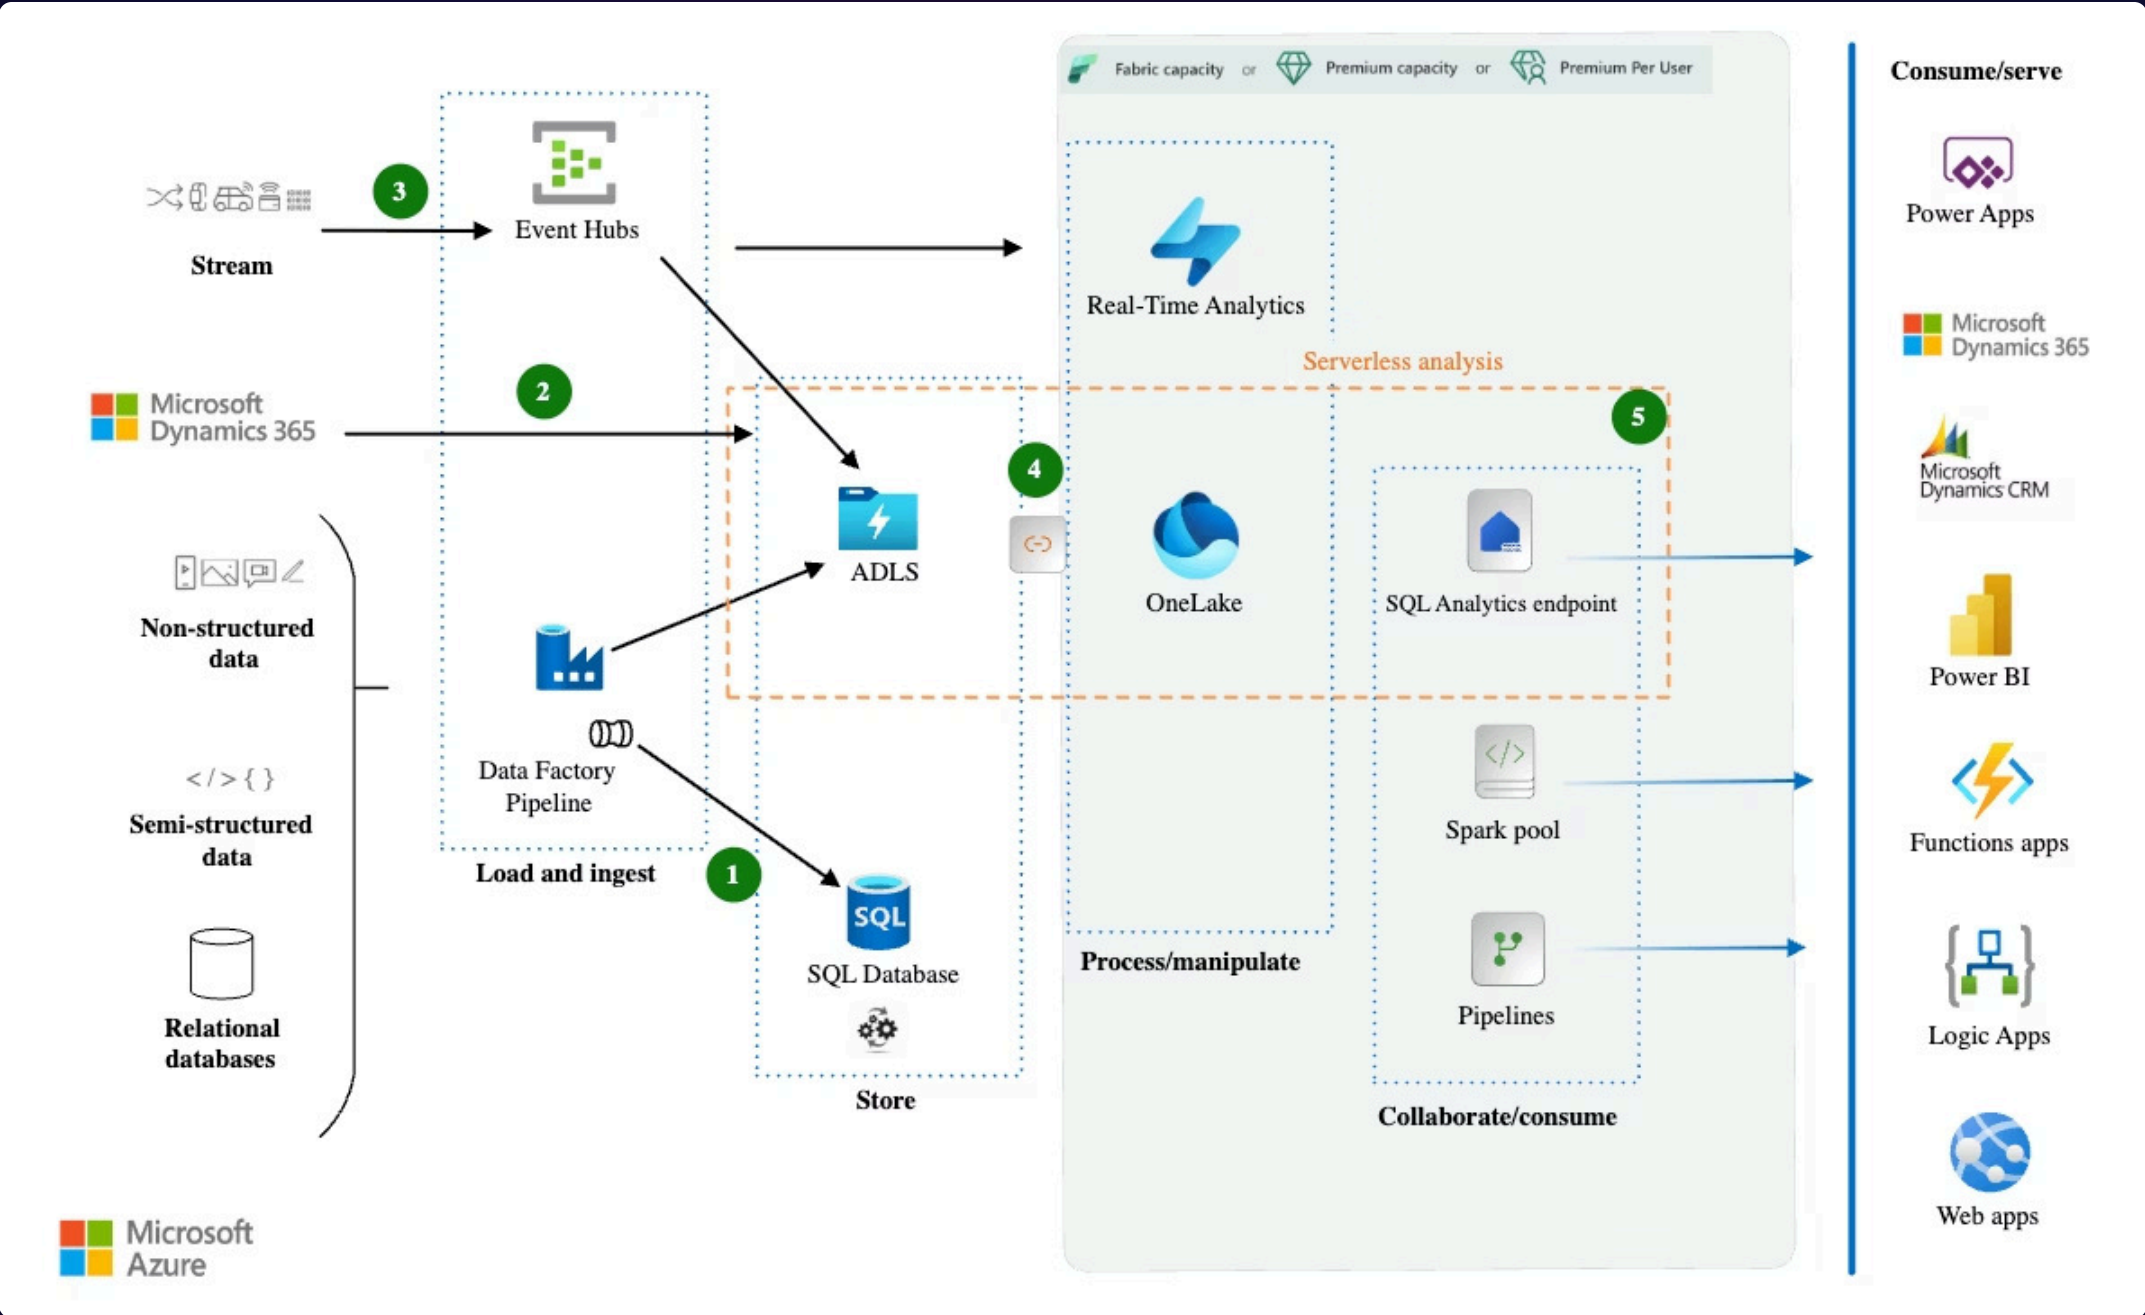 Fabric capacity or Premium capacity or Premium Per User
Consume/serve
3
Stream
Event Hubs
Real-Time Analytics
Power Apps
Serverless analysis
Microsoft
Dynamics 365
2
Microsoft
Dynamics 365
4
5
ADLS
OneLake
SQL Analytics endpoint
Microsoft
Dynamics CRM
Non-structured
data
Power BI
Data Factory
Pipeline
</>{ }
Semi-structured
data
</>
Spark pool
Functions apps
Load and ingest
1
SQL
SQL Database
Process/manipulate
Pipelines
Relational
databases
Logic Apps
Store
Collaborate/consume
Web apps
Microsoft
Azure